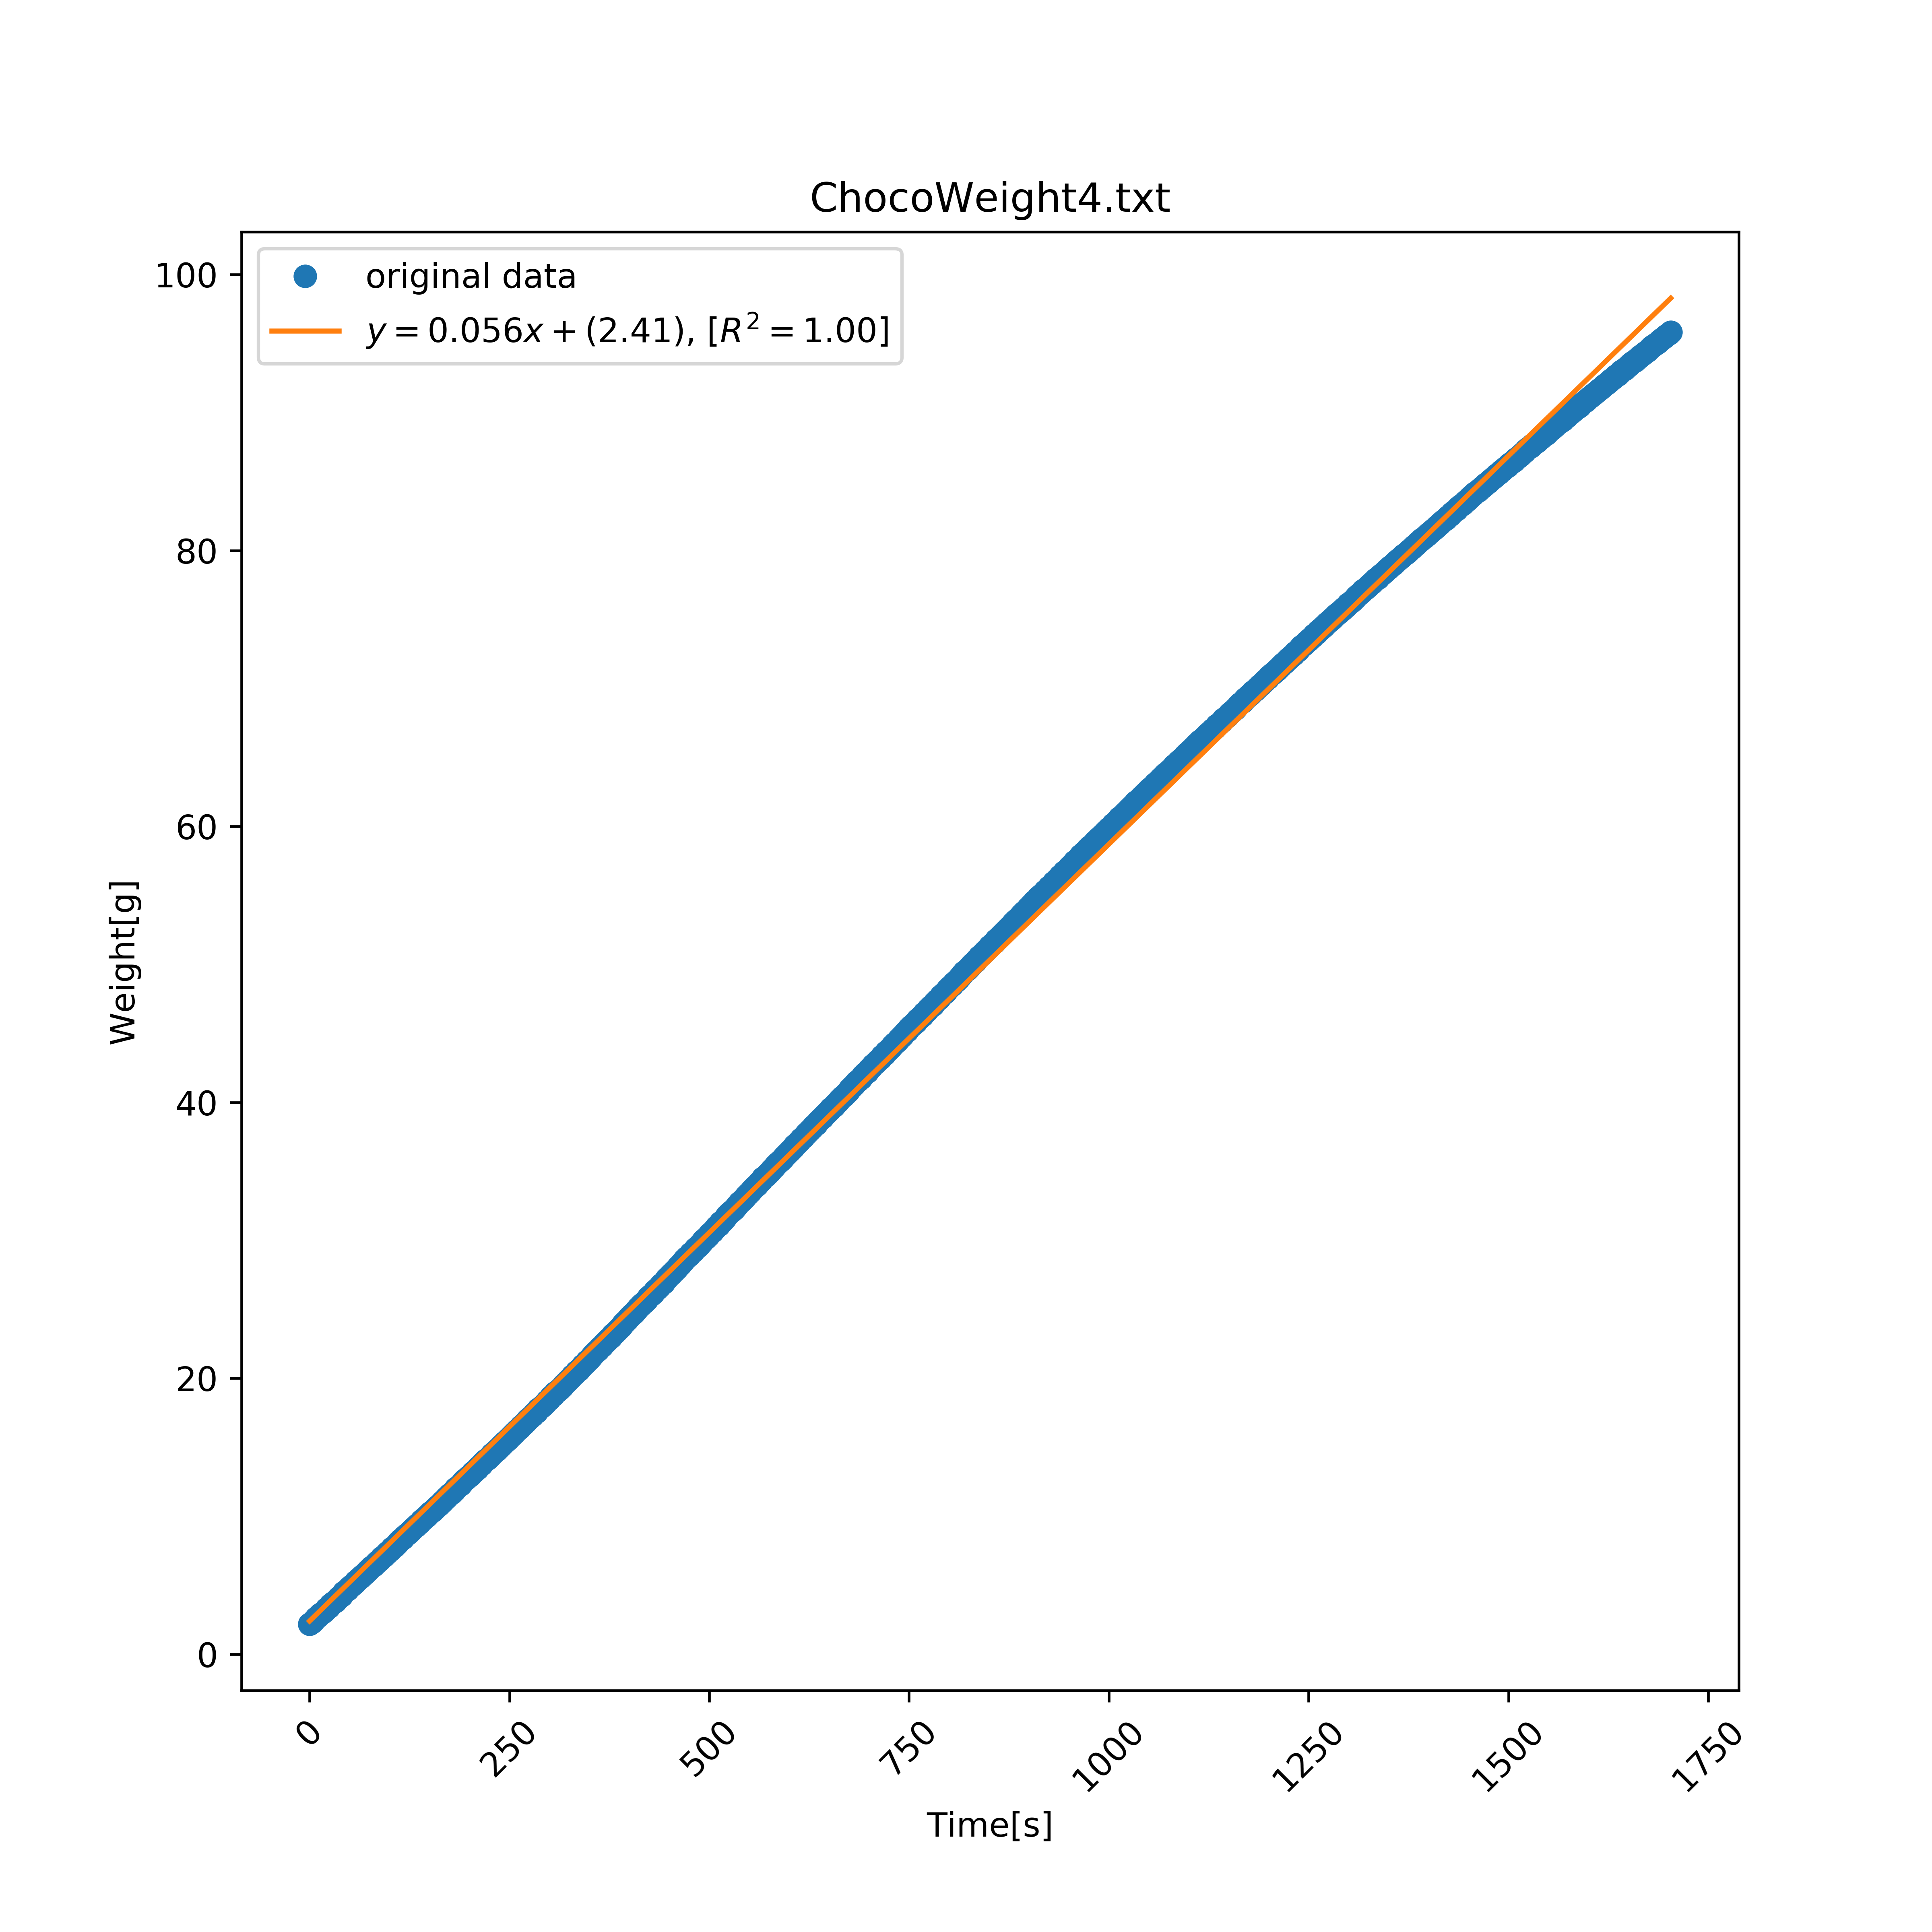 ChocoWeight4.txt
original data
y = 0.056x + (2.41), [R² = 1.00]
100
80
60
40
20
0
Weight[g]
0 250 500 750 1000 1250 1500 1750
Time[s]